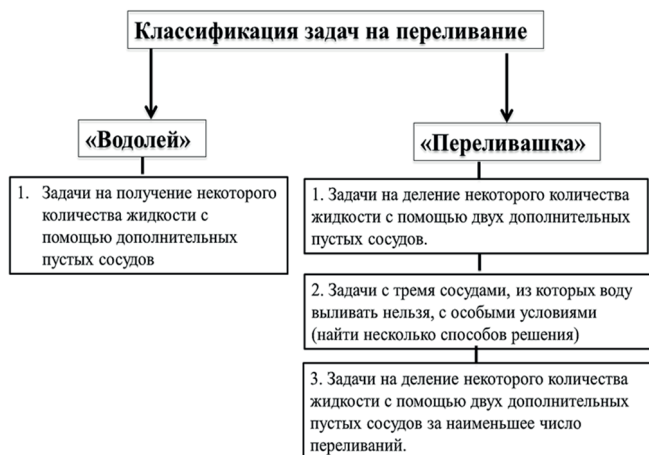 Классификация задач на переливание
«Водолей»
«Переливашка»
1. Задачи на получение некоторого
количества жидкости с
помощью дополнительных
пустых сосудов
1. Задачи на деление некоторого количества
жидкости с помощью двух дополнительных
пустых сосудов.
2. Задачи с тремя сосудами, из которых воду
выливать нельзя, с особыми условиями
(найти несколько способов решения)
3. Задачи на деление некоторого количества
жидкости с помощью двух дополнительных
пустых сосудов за наименьшее число
переливаний.